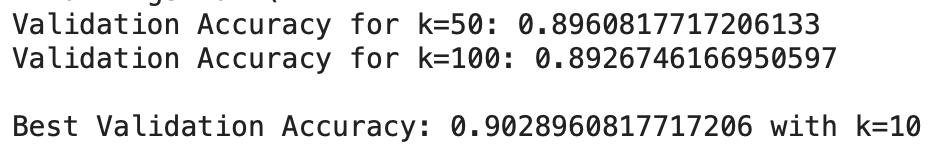 Validation Accuracy for k=50: 0.8960817717206133
Validation Accuracy for k=100: 0.8926746166950597
Best Validation Accuracy: 0.9028960817717206 with k=10